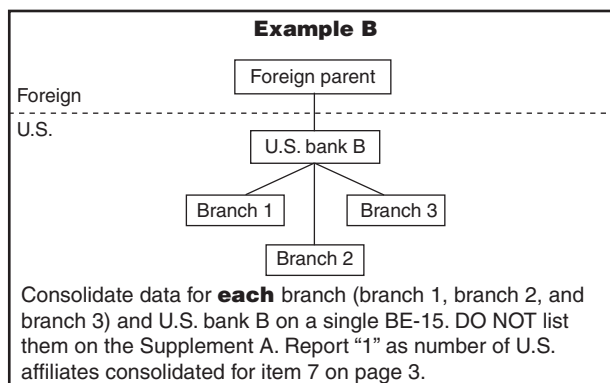 Example B
Foreign parent
Foreign
U.S.
U.S. bank B
Branch 1
Branch 3
Branch 2
Consolidate data for each branch (branch 1, branch 2, and
branch 3) and U.S. bank B on a single BE-15. DO NOT list
them on the Supplement A. Report “1” as number of U.S.
affiliates consolidated for item 7 on page 3.